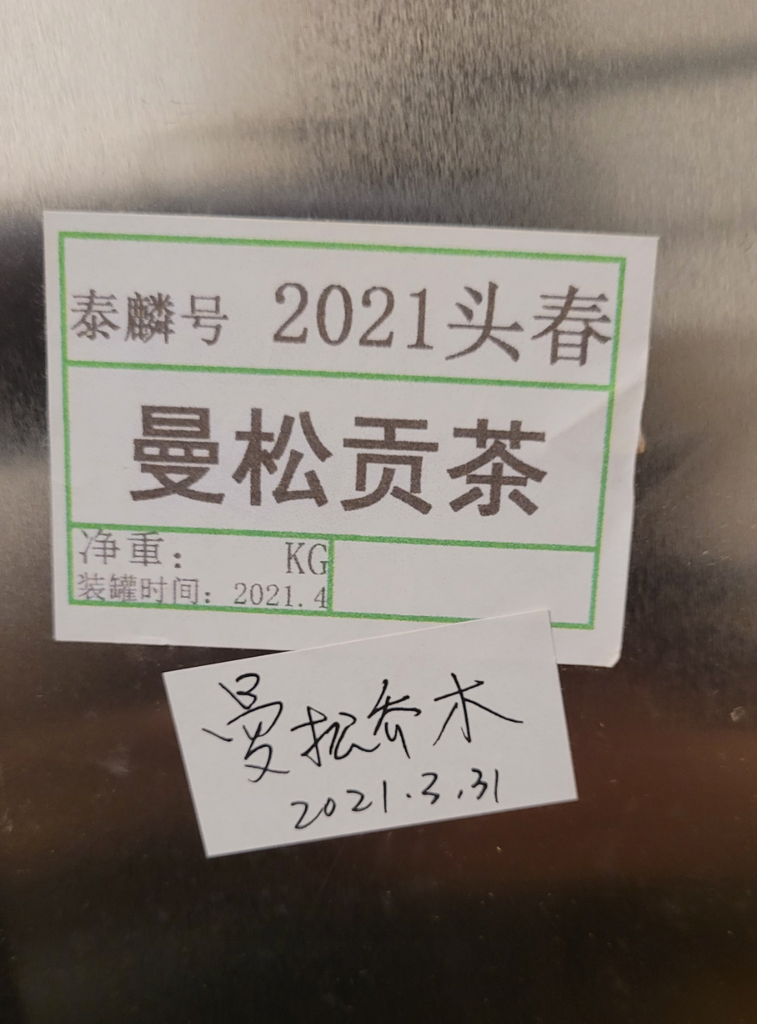 泰麟号 2021头春
曼松贡茶
净重： KG
装罐时间：2021.4
曼松乔木
2021.3.31